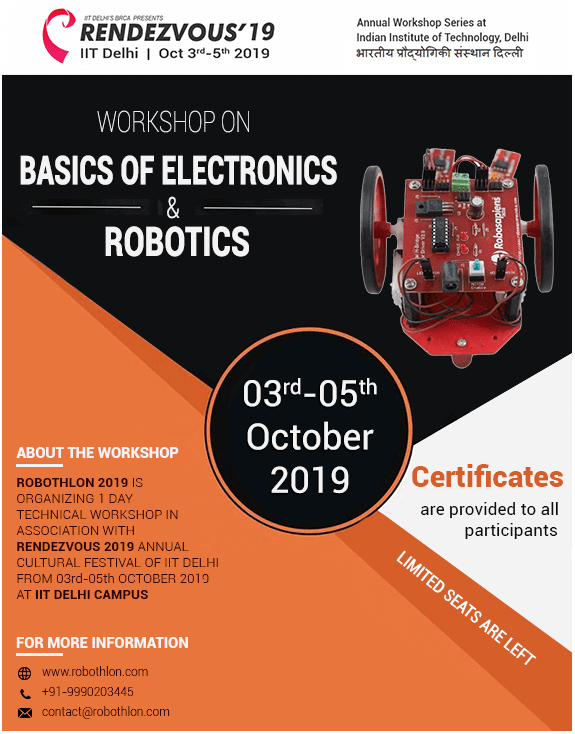 IIT DELHI'S BRCA PRESENTS
RENDEZVOUS'19
IIT Delhi | Oct 3rd-5th 2019
Annual Workshop Series at
Indian Institute of Technology, Delhi
भारतीय प्रौद्योगिकी संस्थान दिल्ली
WORKSHOP ON
BASICS OF ELECTRONICS
&
ROBOTICS
Robosapiens
03rd-05th
October
2019
ABOUT THE WORKSHOP
ROBOTHLON 2019 IS
ORGANIZING 1 DAY
TECHNICAL WORKSHOP IN
ASSOCIATION WITH
RENDEZVOUS 2019 ANNUAL
CULTURAL FESTIVAL OF IIT DELHI
FROM 03rd-05th OCTOBER 2019
AT IIT DELHI CAMPUS
Certificates
are provided to all
participants
LIMITED SEATS ARE LEFT
FOR MORE INFORMATION
www.robothlon.com
+91-9990203445
contact@robothlon.com